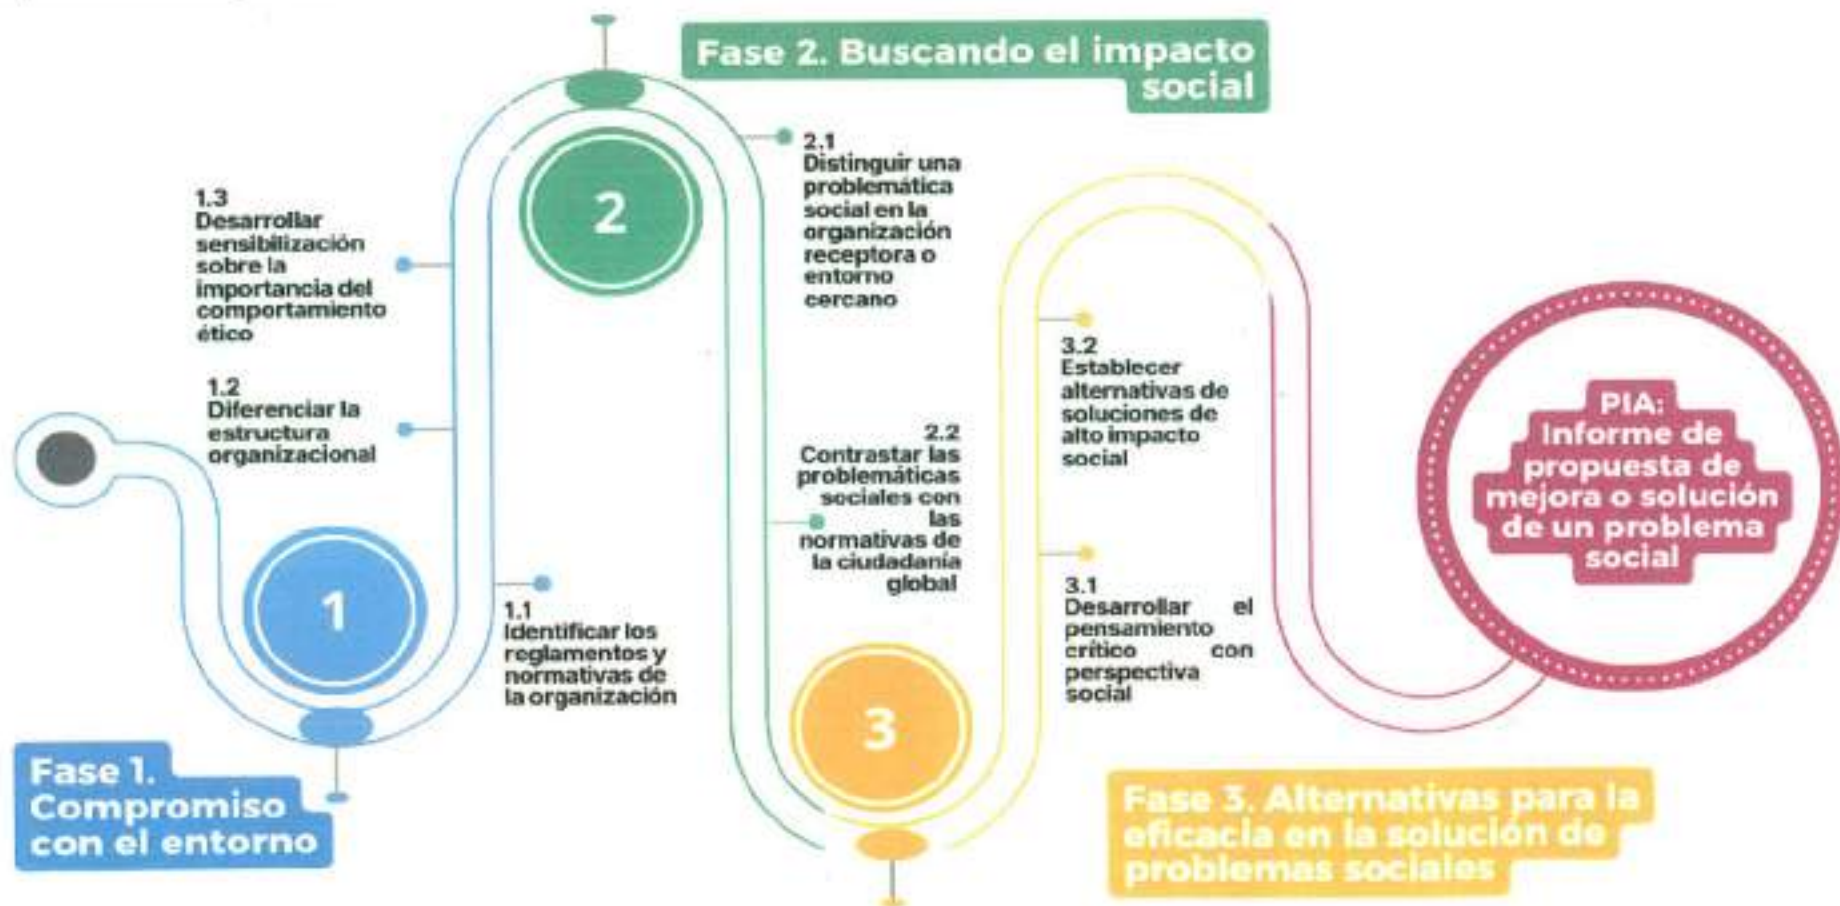 Fase 2. Buscando el impacto
social
2.1
Distinguir una
problemática
social en la
organización
receptora o
entorno
cercano
1.3
Desarrollar
sensibilización
sobre la
importancia del
comportamiento
ético
2
1.2
Diferenciar la
estructura
organizacional
3.2
Establecer
alternativas de
soluciones de
alto impacto
social
PIA:
Informe de
propuesta de
mejora o solución
de un problema
social
2.2
Contrastar las
problemáticas
sociales con
las
normativas de
la ciudadanía
global
1
1.1
Identificar los
reglamentos y
normativas de
la organización
3.1
Desarrollar el
pensamiento
crítico con
perspectiva
social
3
Fase 1.
Compromiso
con el entorno
Fase 3. Alternativas para la
eficacia en la solución de
problemas sociales